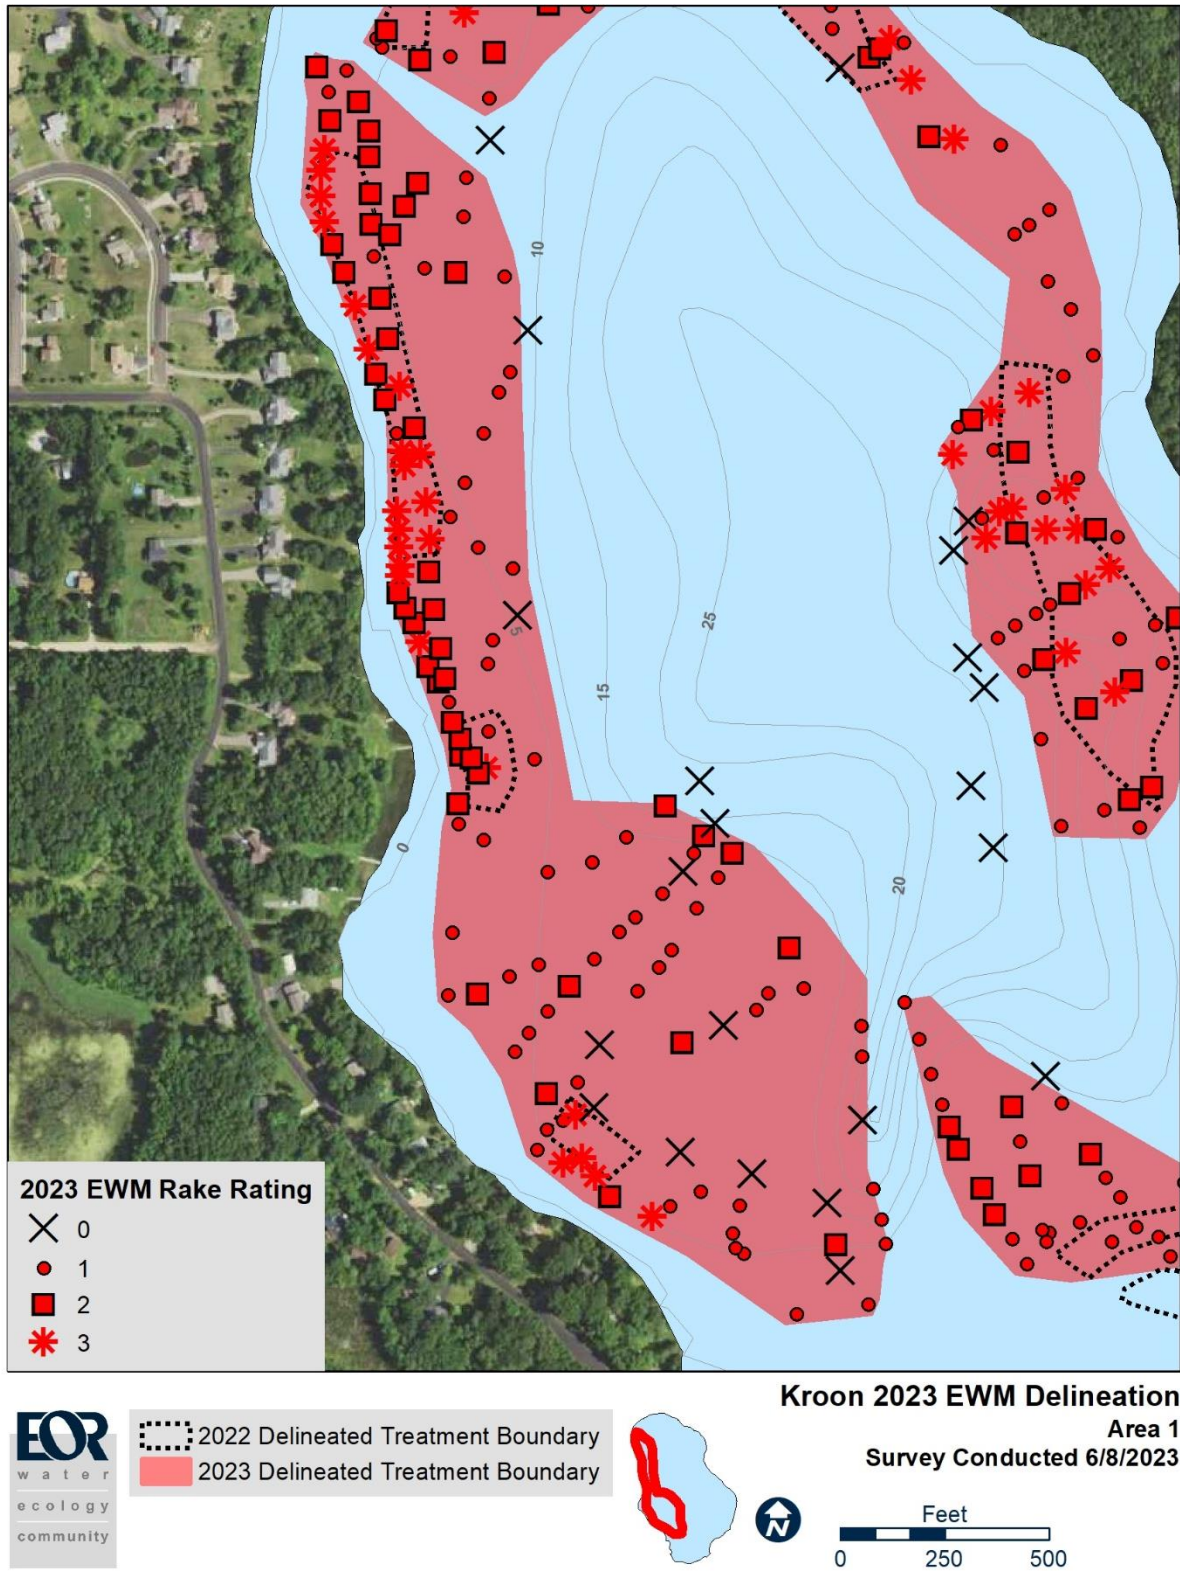 10
5
25
15
0
20
2023 EWM Rake Rating
0
1
2
3
EOR
water
ecology
community
2022 Delineated Treatment Boundary
2023 Delineated Treatment Boundary
N
Kroon 2023 EWM Delineation
Area 1
Survey Conducted 6/8/2023
Feet
0 250 500